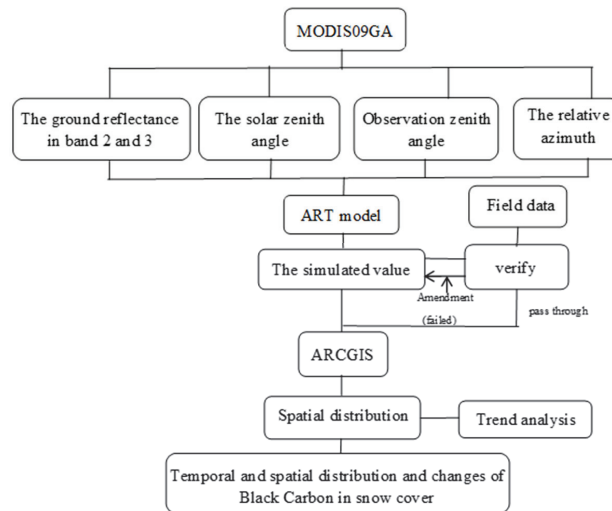 MODIS09GA
The ground reflectance
in band 2 and 3
The solar zenith
angle
Observation zenith
angle
The relative
azimuth
ART model
Field data
The simulated value
verify
Amendment
(failed)
pass through
ARCGIS
Spatial distribution
Trend analysis
Temporal and spatial distribution and changes of
Black Carbon in snow cover